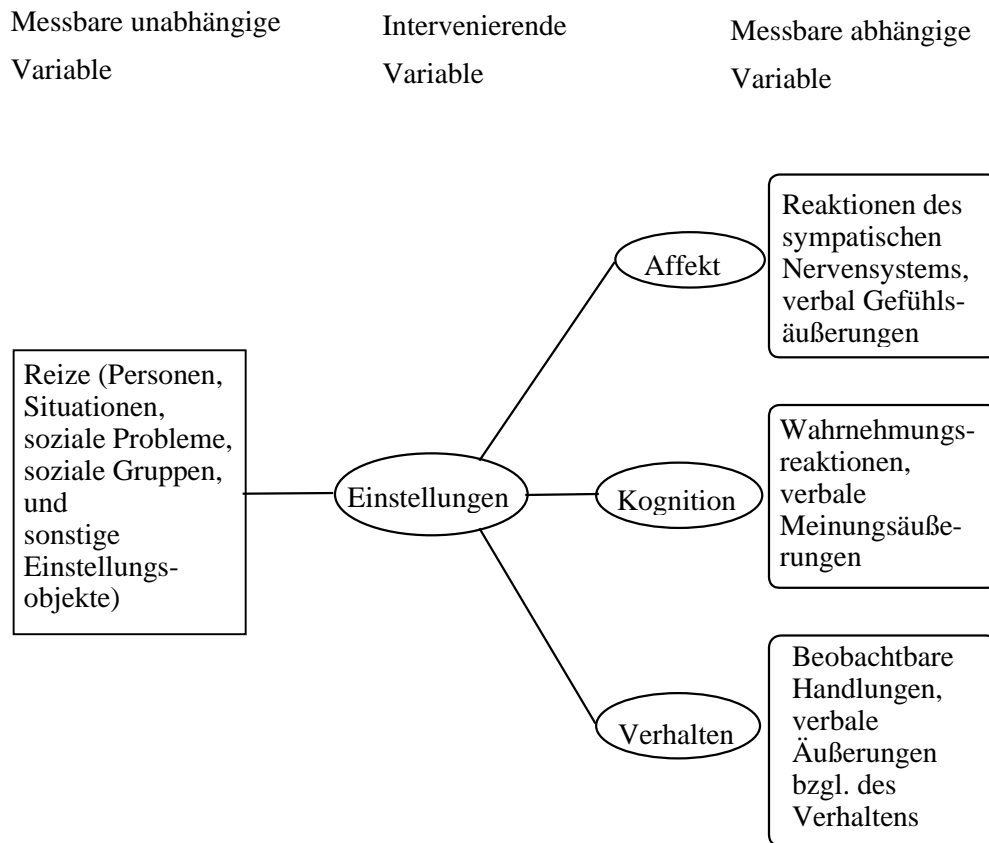 Messbare unabhängige
Variable
Intervenierende
Variable
Messbare abhängige
Variable
Reize (Personen,
Situationen,
soziale Probleme,
soziale Gruppen,
und
sonstige
Einstellungs-
objekte)
Einstellungen
Affekt
Reaktionen des
sympatischen
Nervensystems,
verbal Gefühls-
äußerungen
Kognition
Wahrnehmungs-
reaktionen,
verbale
Meinungsäuße-
rungen
Verhalten
Beobachtbare
Handlungen,
verbale
Äußerungen
bzgl. des
Verhaltens